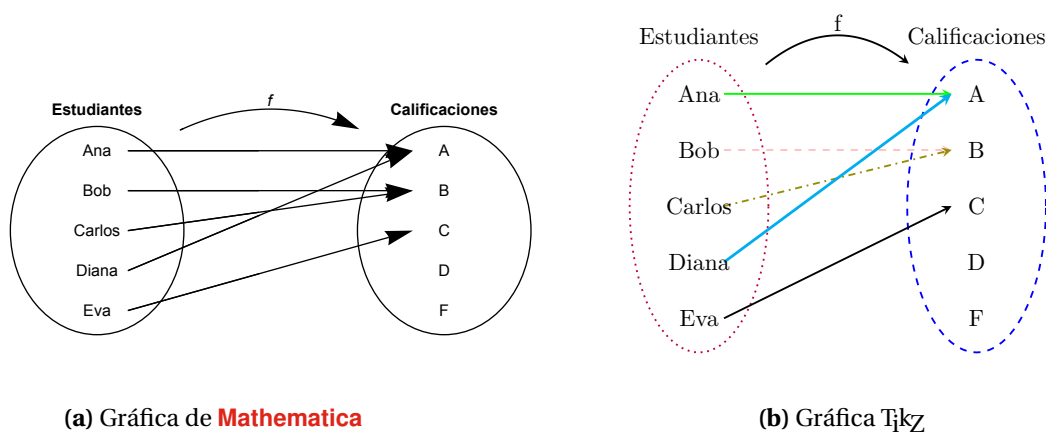 f
Estudiantes
Calificaciones
Ana
A
Bob
B
Carlos
C
Diana
D
Eva
F
(a) Gráfica de Mathematica
f
Estudiantes
Calificaciones
Ana
A
Bob
B
Carlos
C
Diana
D
Eva
F
(b) Gráfica TikZ